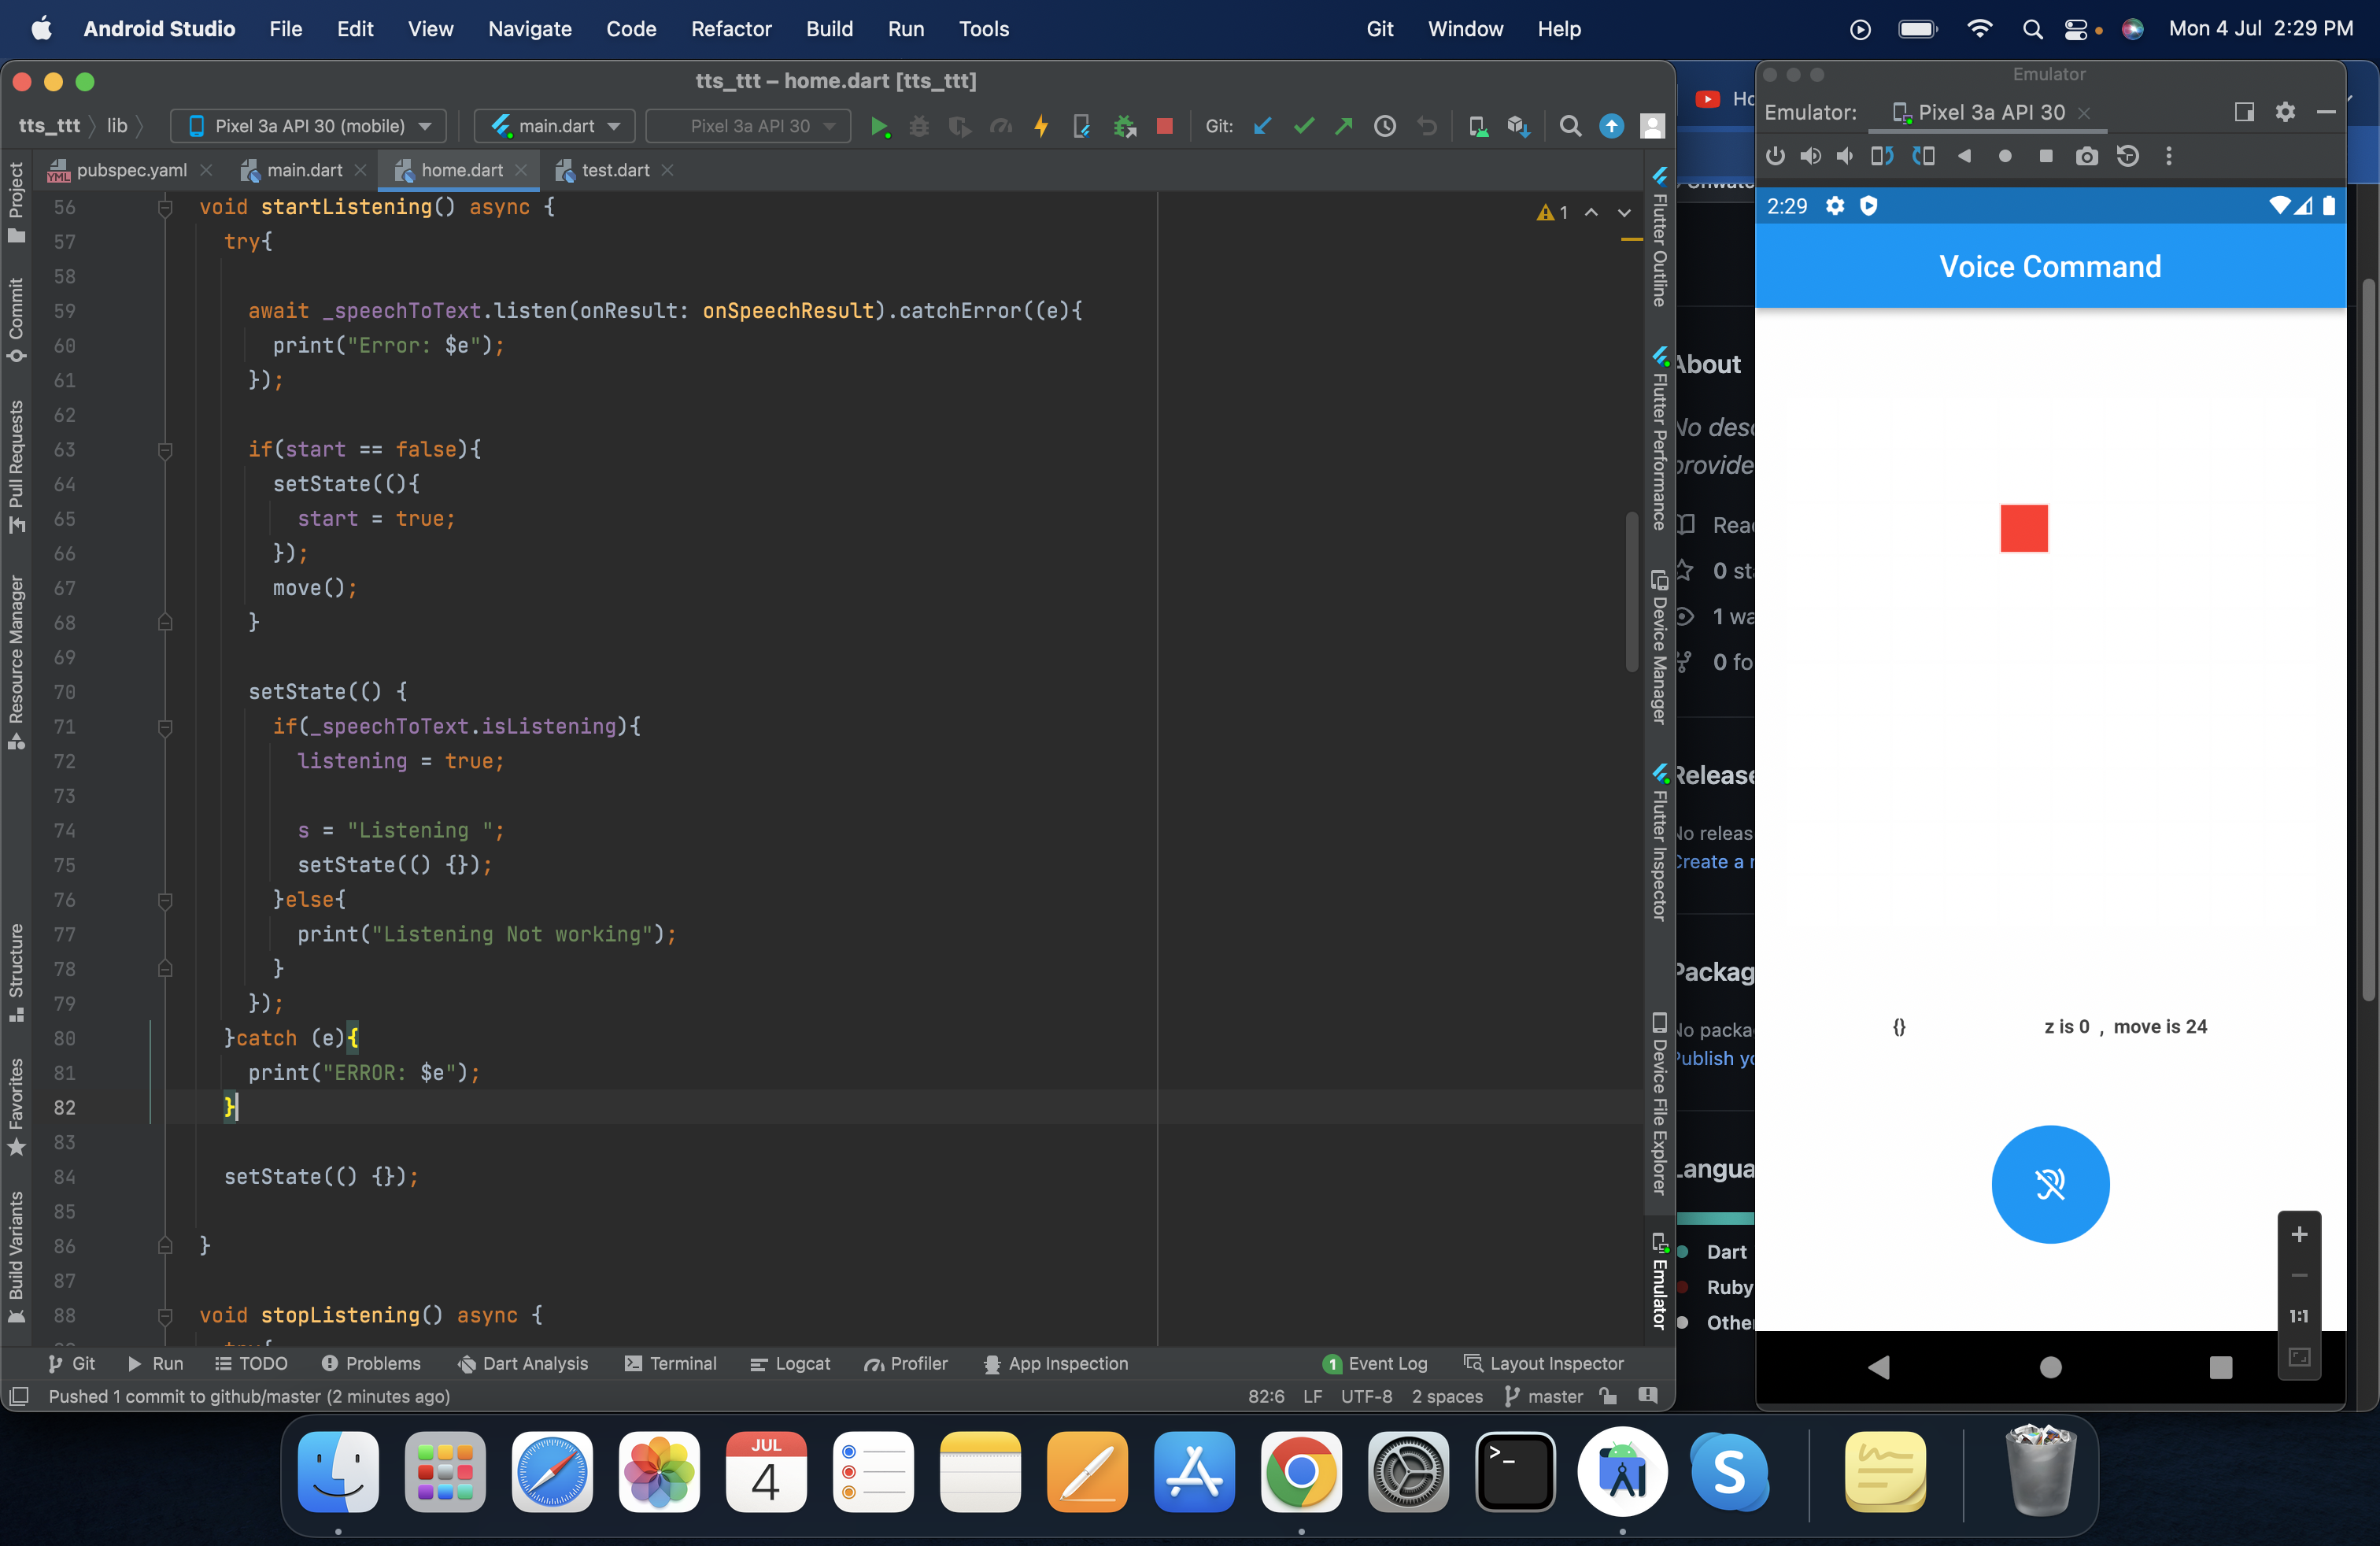 Android Studio File Edit View Navigate Code Refactor Build Run Tools Git Window Help Mon 4 Jul 2:29 PM
tts_ttt – home.dart [tts_ttt]
tts_ttt lib Pixel 3a API 30 (mobile) main.dart Pixel 3a API 30 Git:
pubspec.yaml main.dart home.dart test.dart
Project
Commit
Pull Requests
Resource Manager
Structure
Favorites
Build Variants
1
56 void startListening() async {
57 try{
58
59 await _speechToText.listen(onResult: onSpeechResult).catchError((e){
60 print("Error: $e");
61 });
62
63 if(start == false){
64 setState((){
65 start = true;
66 });
67 move();
68 }
69
70 setState(() {
71 if(_speechToText.isListening){
72 listening = true;
73
74 s = "Listening ";
75 setState(() {});
76 }else{
77 print("Listening Not working");
78 }
79 });
80 }catch (e){
81 print("ERROR: $e");
82 }
83
84 setState(() {});
85
86 }
87
88 void stopListening() async {
Flutter Outline
Flutter Performance
Device Manager
Flutter Inspector
Device File Explorer
Emulator
Git Run TODO Problems Dart Analysis Terminal Logcat Profiler App Inspection 1 Event Log Layout Inspector
Pushed 1 commit to github/master (2 minutes ago) 82:6 LF UTF-8 2 spaces master
About
No des
provide
Rea
0 sta
1 wa
0 fo
Release
No releas
Create a r
Packag
No packa
Publish yo
Langua
Dart
Ruby
Other
Emulator
Emulator: Pixel 3a API 30
2:29
Voice Command
{} z is 0 , move is 24
1:1
JUL
4
>_
S